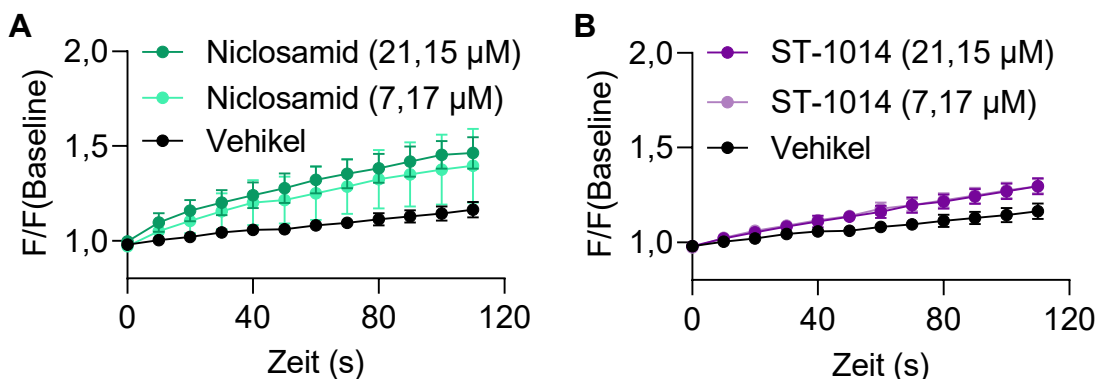 A
F/F(Baseline)
2,0
1,5
1,0
Niclosamid (21,15 µM)
Niclosamid (7,17 µM)
Vehikel
0
40
80
120
Zeit (s)
B
F/F(Baseline)
2,0
1,5
1,0
ST-1014 (21,15 µM)
ST-1014 (7,17 µM)
Vehikel
0
40
80
120
Zeit (s)